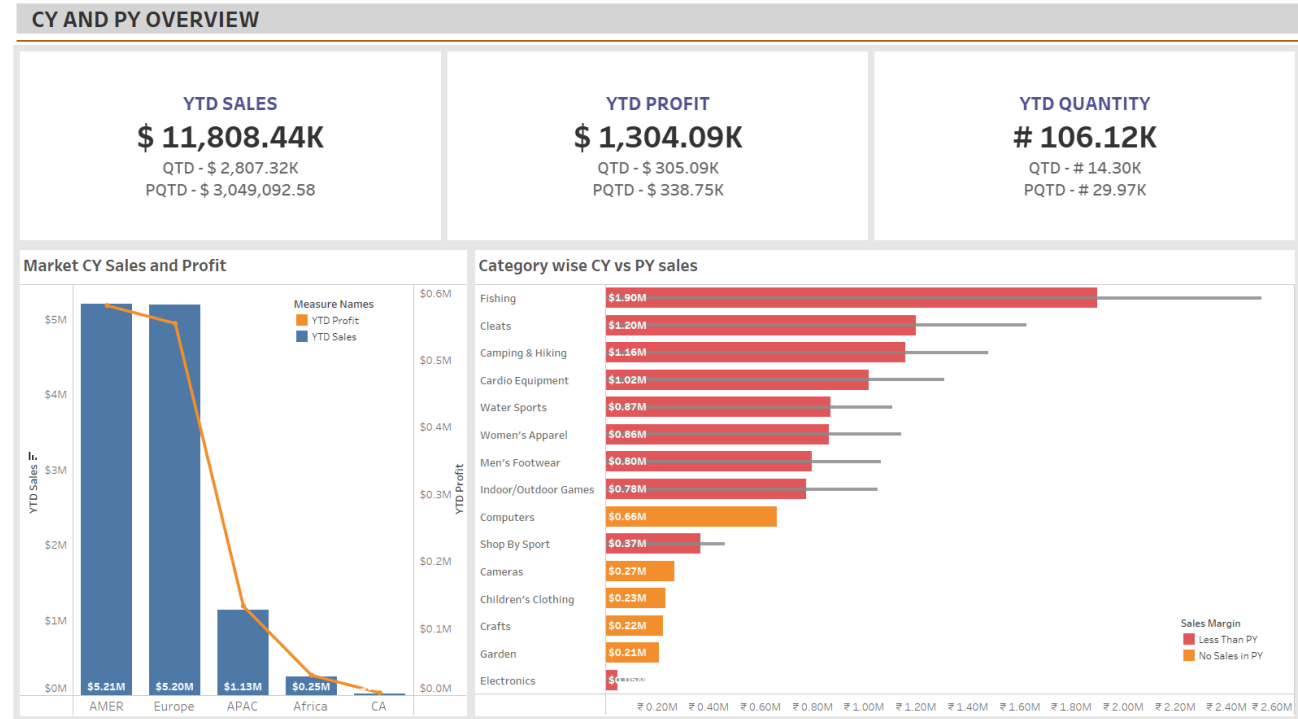 CY AND PY OVERVIEW
YTD SALES
$ 11,808.44K
QTD - $ 2,807.32K
PQTD - $ 3,049,092.58
YTD PROFIT
$ 1,304.09K
QTD - $ 305.09K
PQTD - $ 338.75K
YTD QUANTITY
# 106.12K
QTD - # 14.30K
PQTD - # 29.97K
Market CY Sales and Profit
Measure Names
YTD Profit
YTD Sales
YTD Sales
$5M
$4M
$3M
$2M
$1M
$0M
$0.6M
$0.5M
$0.4M
$0.3M
$0.2M
$0.1M
$0.0M
YTD Profit
$5.21M $5.20M $1.13M $0.25M
AMER Europe APAC Africa CA
Category wise CY vs PY sales
Fishing $1.90M
Cleats $1.20M
Camping & Hiking $1.16M
Cardio Equipment $1.02M
Water Sports $0.87M
Women's Apparel $0.86M
Men's Footwear $0.80M
Indoor/Outdoor Games $0.78M
Computers $0.66M
Shop By Sport $0.37M
Cameras $0.27M
Children's Clothing $0.23M
Crafts $0.22M
Garden $0.21M
Electronics
Sales Margin
Less Than PY
No Sales in PY
₹ 0.20M ₹ 0.40M ₹ 0.60M ₹ 0.80M ₹ 1.00M ₹ 1.20M ₹ 1.40M ₹ 1.60M ₹ 1.80M ₹ 2.00M ₹ 2.20M ₹ 2.40M ₹ 2.60M